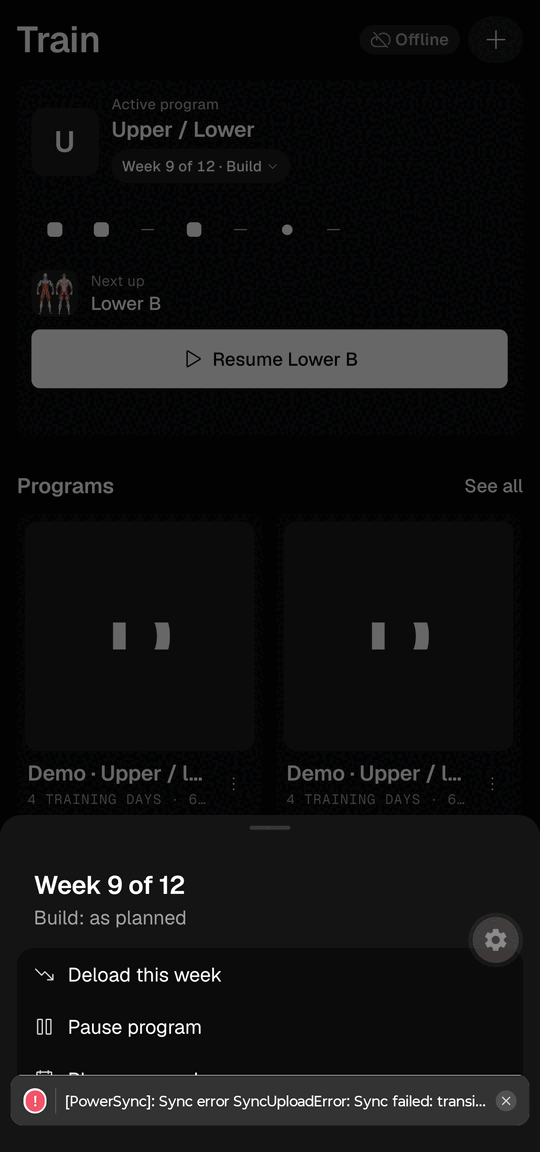 Train
Offline
Active program
U
Upper / Lower
Week 9 of 12 · Build
Next up
Lower B
Resume Lower B
Programs
See all
Demo · Upper / l...
Demo · Upper / l...
4 TRAINING DAYS · 6...
4 TRAINING DAYS · 6...
Week 9 of 12
Build: as planned
Deload this week
Pause program
! [PowerSync]: Sync error SyncUploadError: Sync failed: transi...